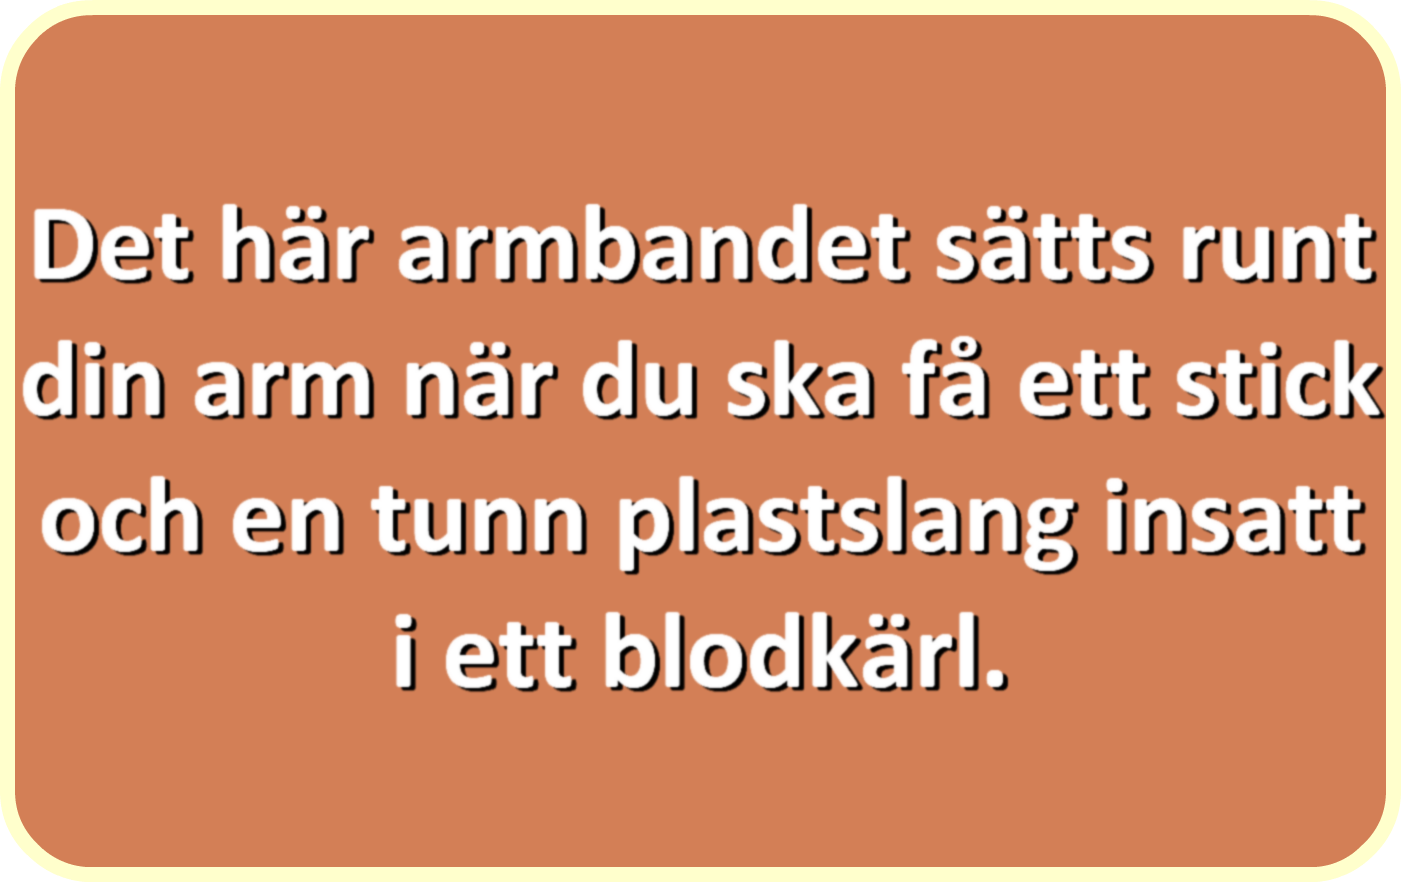 Det här armbandet sätts runt
din arm när du ska få ett stick
och en tunn plastslang insatt
i ett blodkärl.